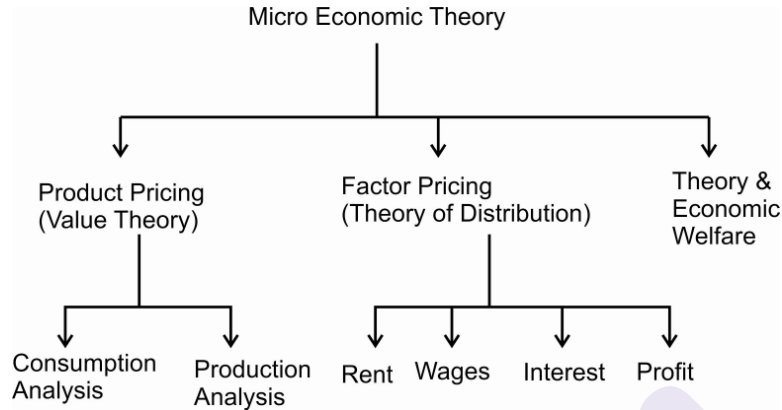 Micro Economic Theory
Product Pricing
(Value Theory)
Factor Pricing
(Theory of Distribution)
Theory &
Economic
Welfare
Consumption
Analysis
Production
Analysis
Rent
Wages
Interest
Profit